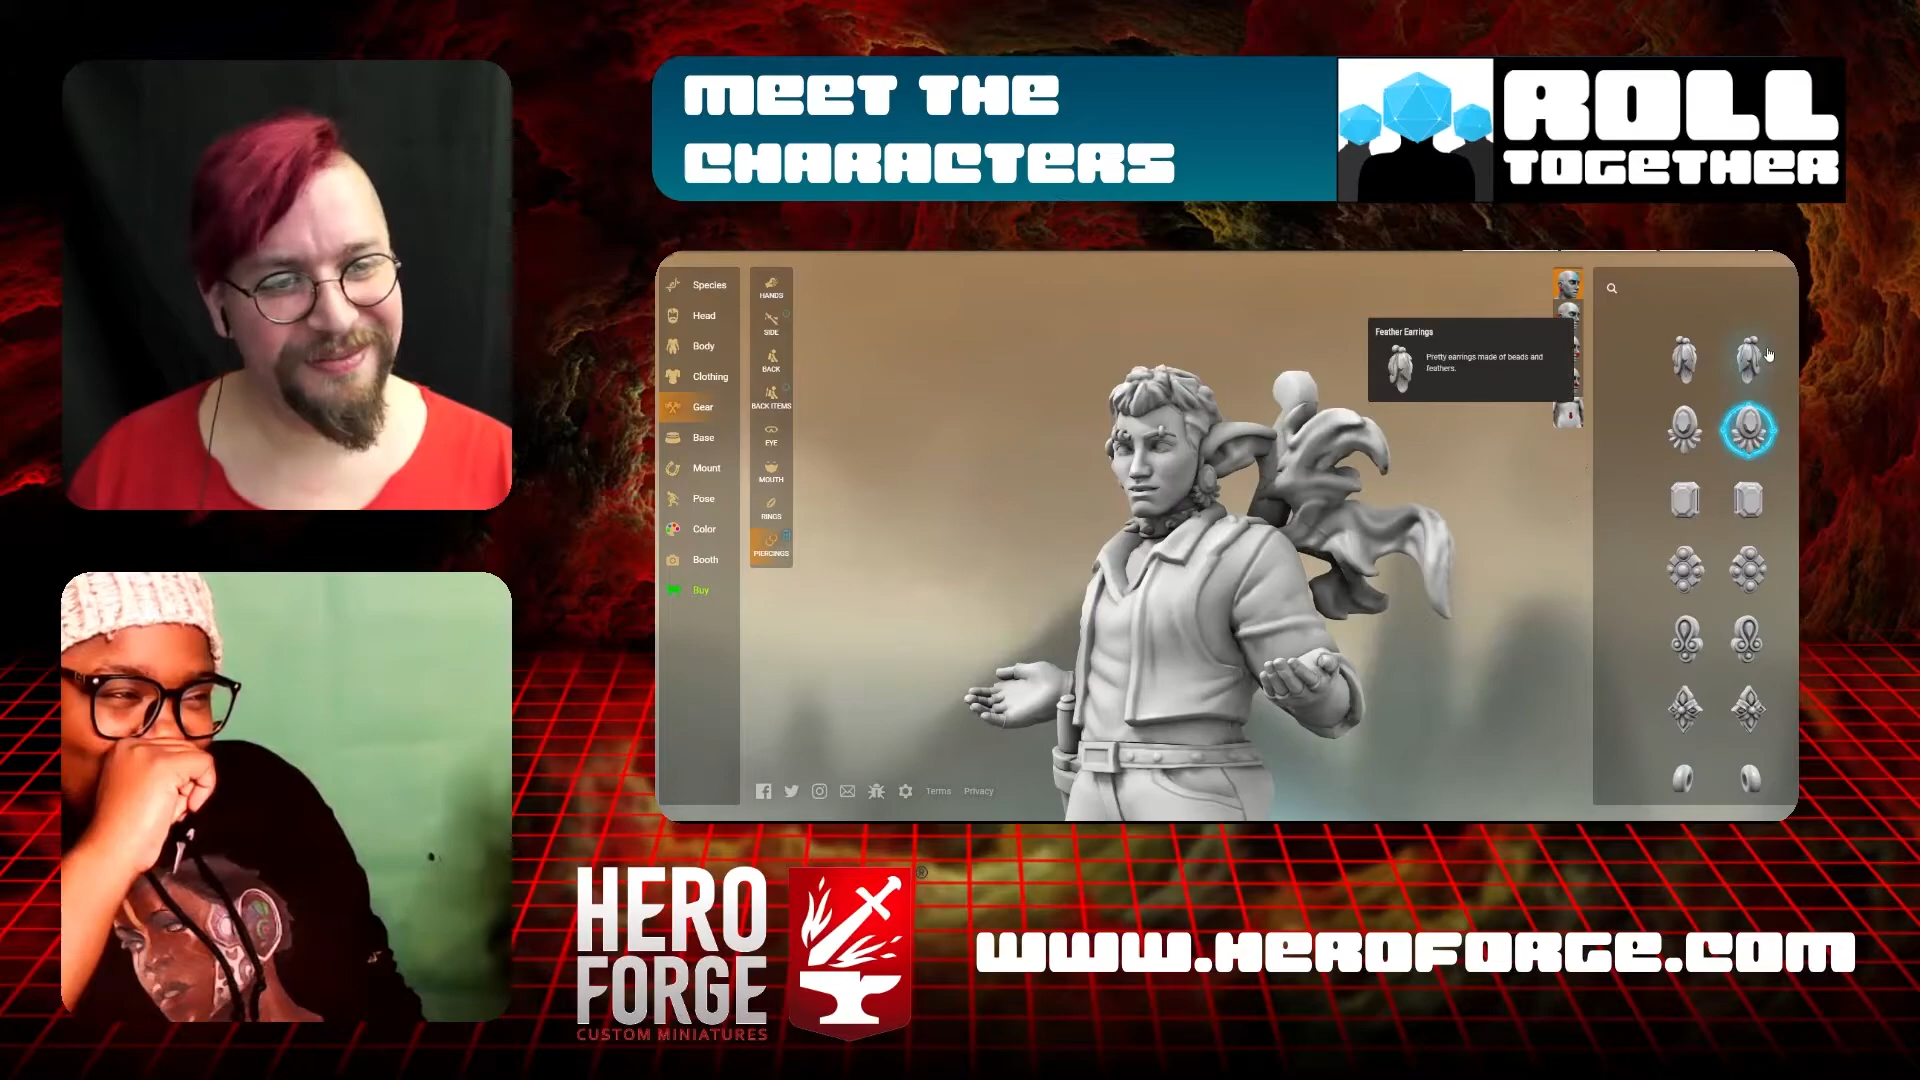 MEET THE
CHARACTERS
ROLL
TOGETHER
Species
Head
Body
Clothing
Gear
Base
Mount
Pose
Color
Booth
Buy
HANDS
SIDE
BACK
BACK ITEMS
EYE
MOUTH
RINGS
PIERCINGS
Feather Earrings
Pretty earrings made of beads and
feathers.
Terms Privacy
HERO
FORGE
CUSTOM MINIATURES
®
www.HeroForge.com